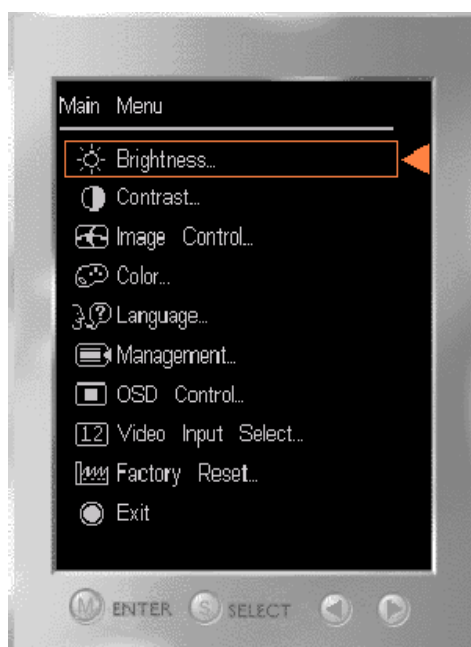 Main Menu
Brightness...
Contrast...
Image Control...
Color...
Language...
Management...
OSD Control...
12 Video Input Select...
Factory Reset...
Exit
M ENTER S SELECT